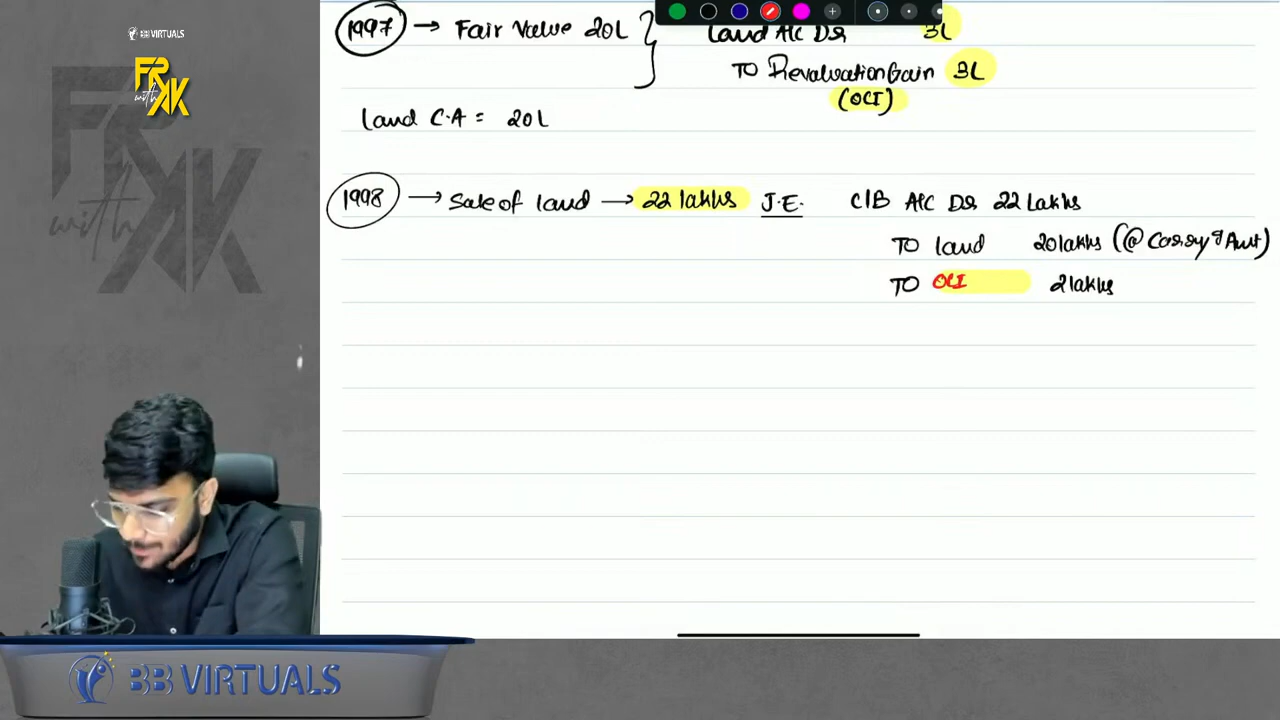 BB VIRTUALS
FR
with
AK
1997 → Fair Value 20L
Land A/c Dr 3L
TO Revaluation Gain 3L
(OCI)
Land C.A = 20L
1998 → Sale of land → 22 lakhs J.E. C/B A/c Dr 22 Lakhs
TO land 20 lakhs (@ Carryg Amt)
TO OCI 2 lakhs
BB VIRTUALS